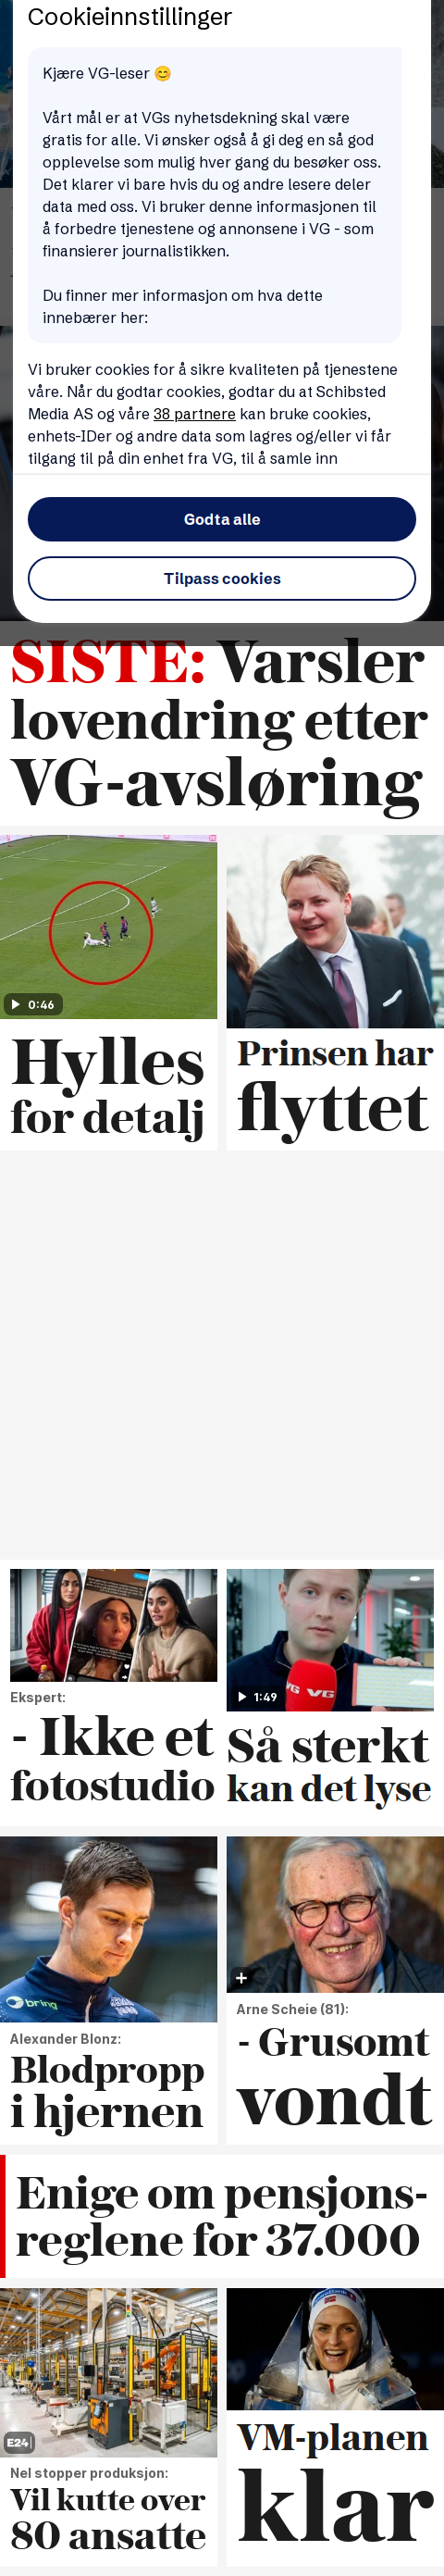 Cookieinnstillinger
Kjære VG-leser 😊
Vårt mål er at VGs nyhetsdekning skal være
gratis for alle. Vi ønsker også å gi deg en så god
opplevelse som mulig hver gang du besøker oss.
Det klarer vi bare hvis du og andre lesere deler
data med oss. Vi bruker denne informasjonen til
å forbedre tjenestene og annonsene i VG - som
finansierer journalistikken.
Du finner mer informasjon om hva dette
innebærer her:
Vi bruker cookies for å sikre kvaliteten på tjenestene
våre. Når du godtar cookies, godtar du at Schibsted
Media AS og våre 38 partnere kan bruke cookies,
enhets-IDer og andre data som lagres og/eller vi får
tilgang til på din enhet fra VG, til å samle inn
Godta alle
Tilpass cookies
SISTE: Varsler
lovendring etter
VG-avsløring
0:46
Hylles
for detalj
Prinsen har
flyttet
Ekspert:
- Ikke et
fotostudio
VG VG
1:49
Så sterkt
kan det lyse
bring
Alexander Blonz:
Blodpropp
i hjernen
Arne Scheie (81):
- Grusomt
vondt
Enige om pensjons-
reglene for 37.000
E24
Nel stopper produksjon:
Vil kutte over
80 ansatte
VM-planen
klar